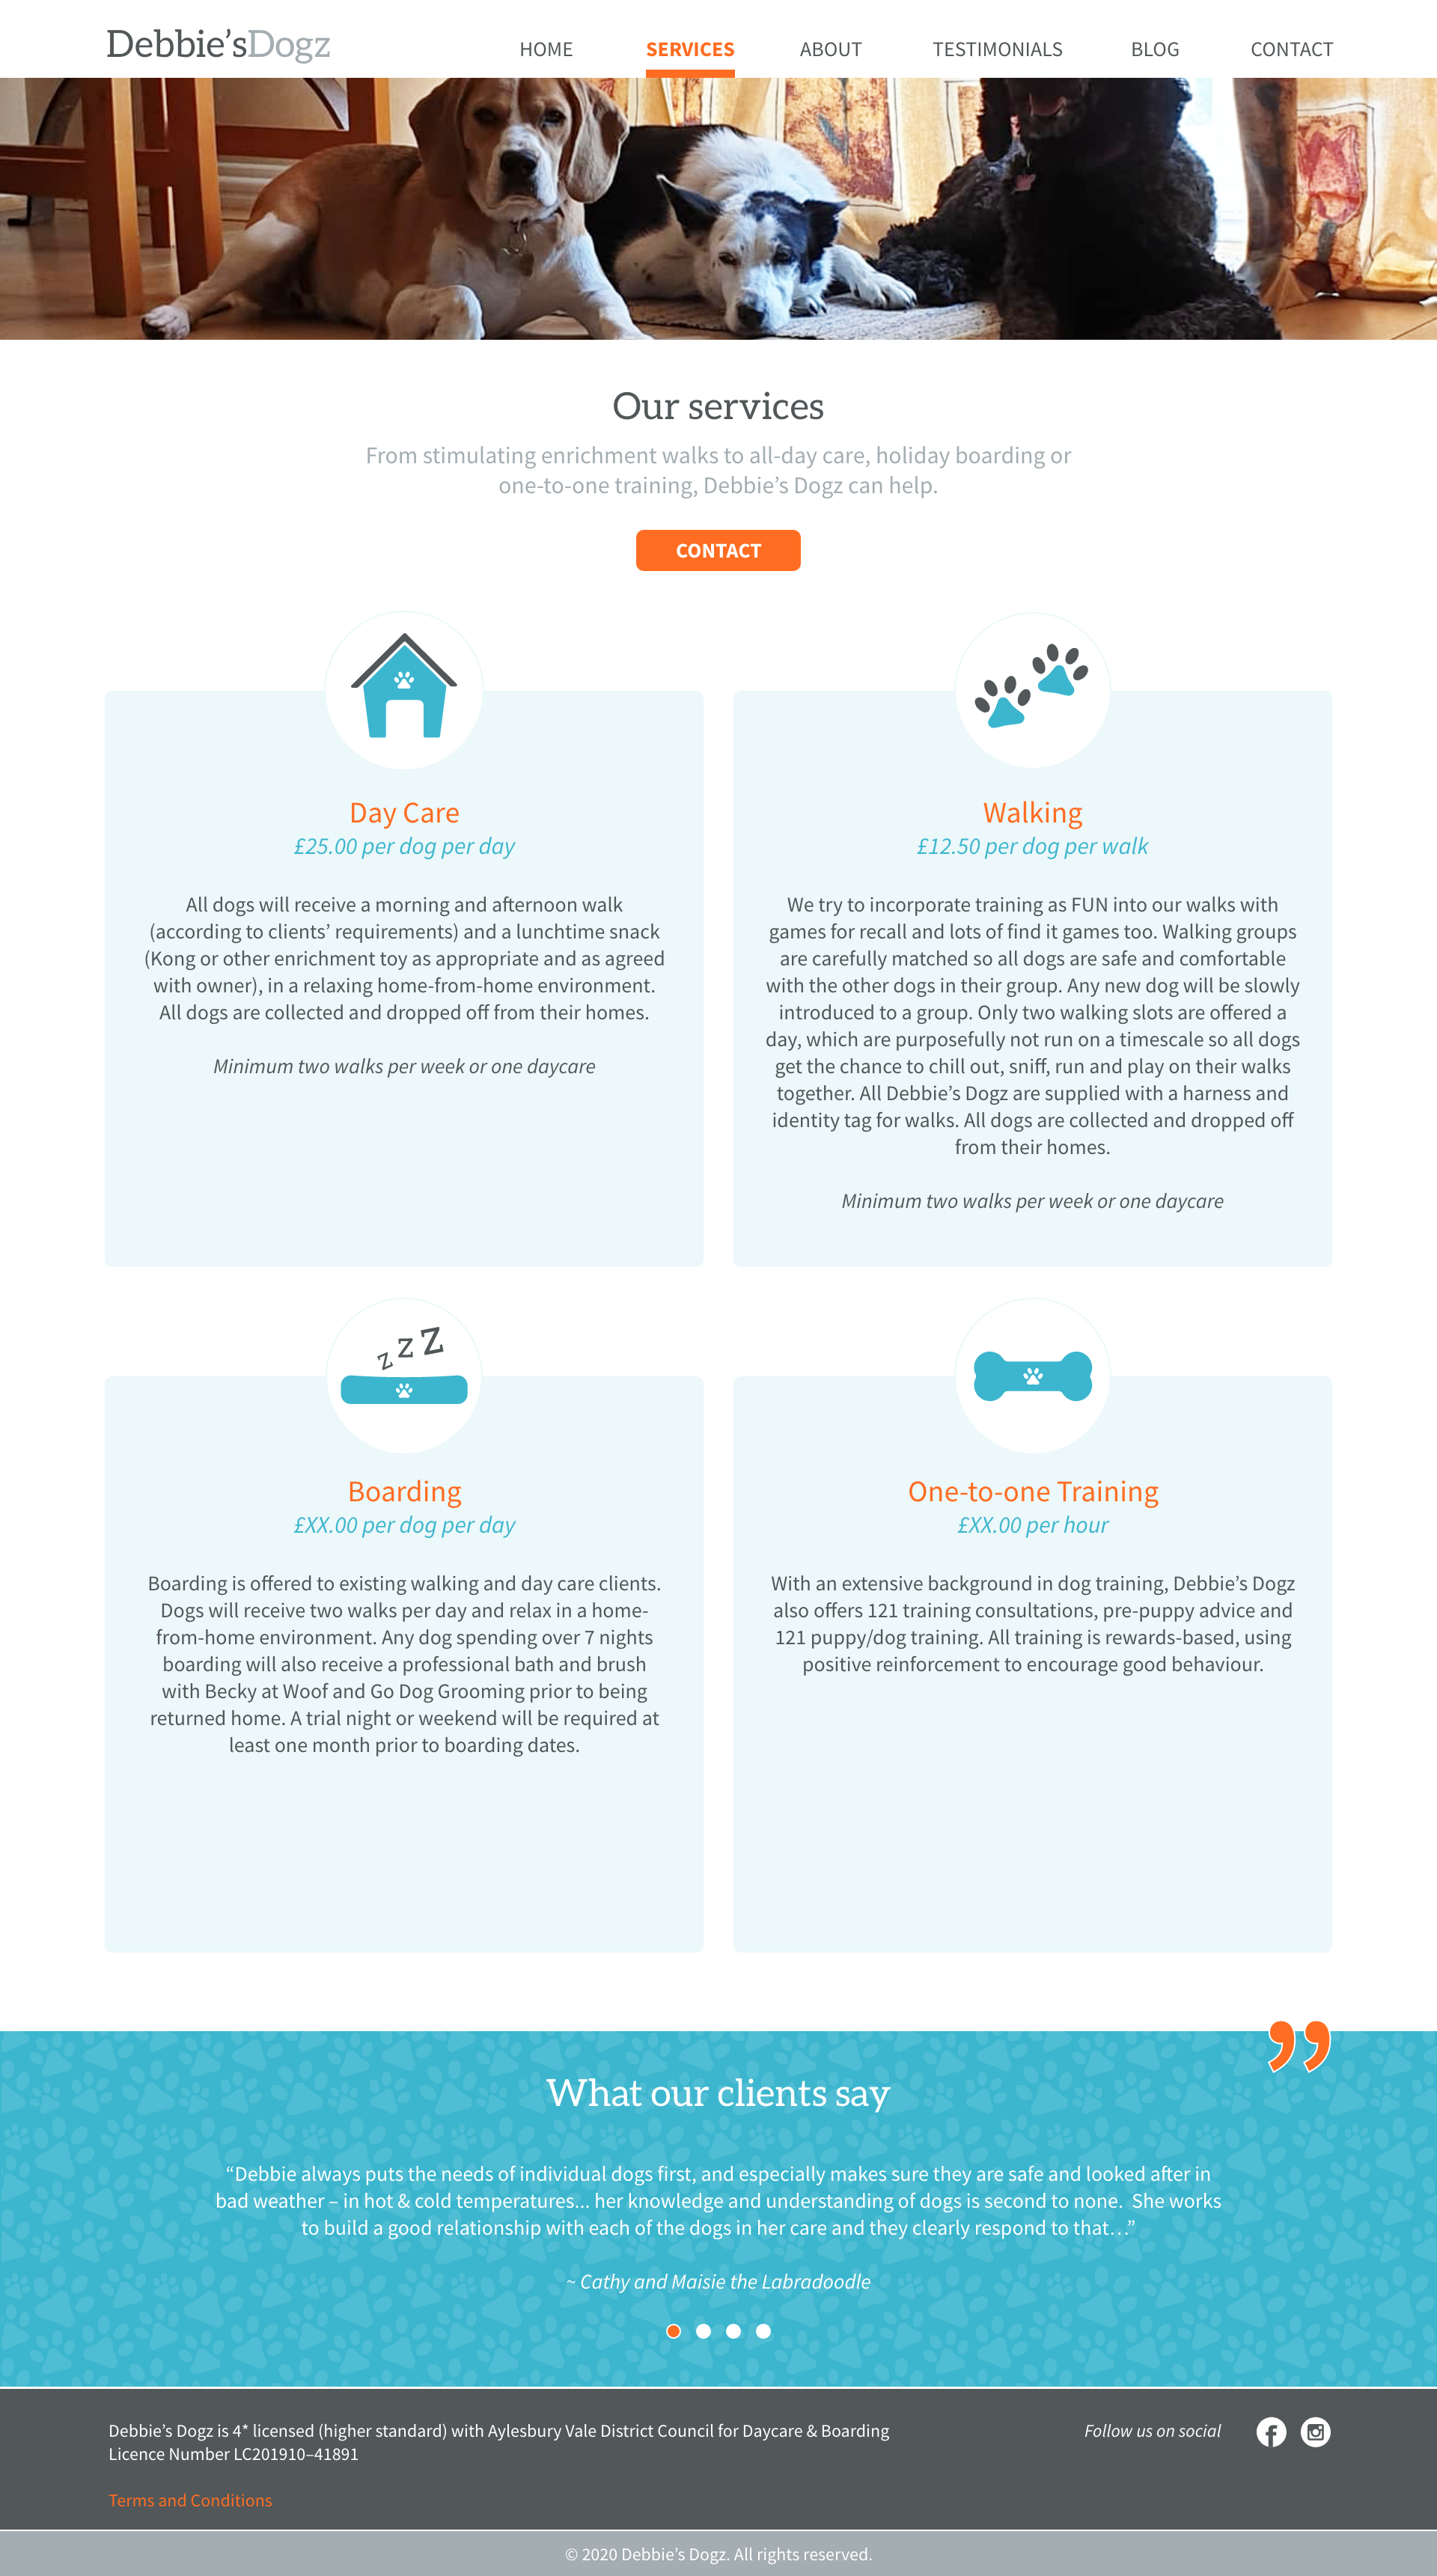 Debbie’sDogz
HOME SERVICES ABOUT TESTIMONIALS BLOG CONTACT
Our services
From stimulating enrichment walks to all-day care, holiday boarding or
one-to-one training, Debbie’s Dogz can help.
CONTACT
Day Care
£25.00 per dog per day
All dogs will receive a morning and afternoon walk
(according to clients’ requirements) and a lunchtime snack
(Kong or other enrichment toy as appropriate and as agreed
with owner), in a relaxing home-from-home environment.
All dogs are collected and dropped off from their homes.
Minimum two walks per week or one daycare
Walking
£12.50 per dog per walk
We try to incorporate training as FUN into our walks with
games for recall and lots of find it games too. Walking groups
are carefully matched so all dogs are safe and comfortable
with the other dogs in their group. Any new dog will be slowly
introduced to a group. Only two walking slots are offered a
day, which are purposefully not run on a timescale so all dogs
get the chance to chill out, sniff, run and play on their walks
together. All Debbie’s Dogz are supplied with a harness and
identity tag for walks. All dogs are collected and dropped off
from their homes.
Minimum two walks per week or one daycare
z z Z
Boarding
£XX.00 per dog per day
Boarding is offered to existing walking and day care clients.
Dogs will receive two walks per day and relax in a home-
from-home environment. Any dog spending over 7 nights
boarding will also receive a professional bath and brush
with Becky at Woof and Go Dog Grooming prior to being
returned home. A trial night or weekend will be required at
least one month prior to boarding dates.
One-to-one Training
£XX.00 per hour
With an extensive background in dog training, Debbie’s Dogz
also offers 121 training consultations, pre-puppy advice and
121 puppy/dog training. All training is rewards-based, using
positive reinforcement to encourage good behaviour.
”
What our clients say
“Debbie always puts the needs of individual dogs first, and especially makes sure they are safe and looked after in
bad weather – in hot & cold temperatures... her knowledge and understanding of dogs is second to none.  She works
to build a good relationship with each of the dogs in her care and they clearly respond to that…”
~ Cathy and Maisie the Labradoodle
Debbie’s Dogz is 4* licensed (higher standard) with Aylesbury Vale District Council for Daycare & Boarding
Licence Number LC201910–41891
Follow us on social
Terms and Conditions
© 2020 Debbie’s Dogz. All rights reserved.